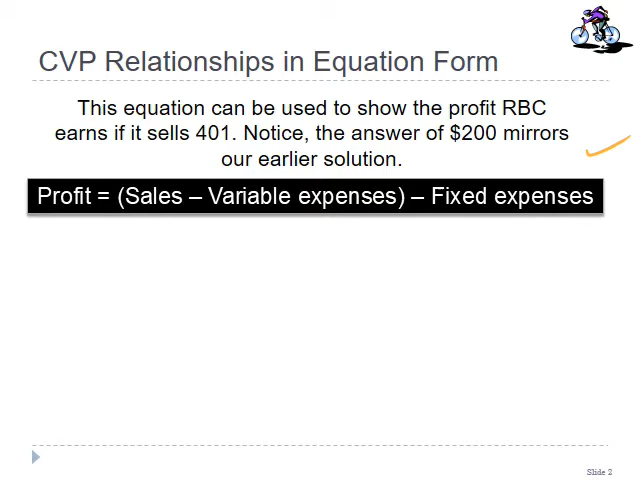 CVP Relationships in Equation Form
This equation can be used to show the profit RBC
earns if it sells 401. Notice, the answer of $200 mirrors
our earlier solution.
Profit = (Sales – Variable expenses) – Fixed expenses
Slide 2